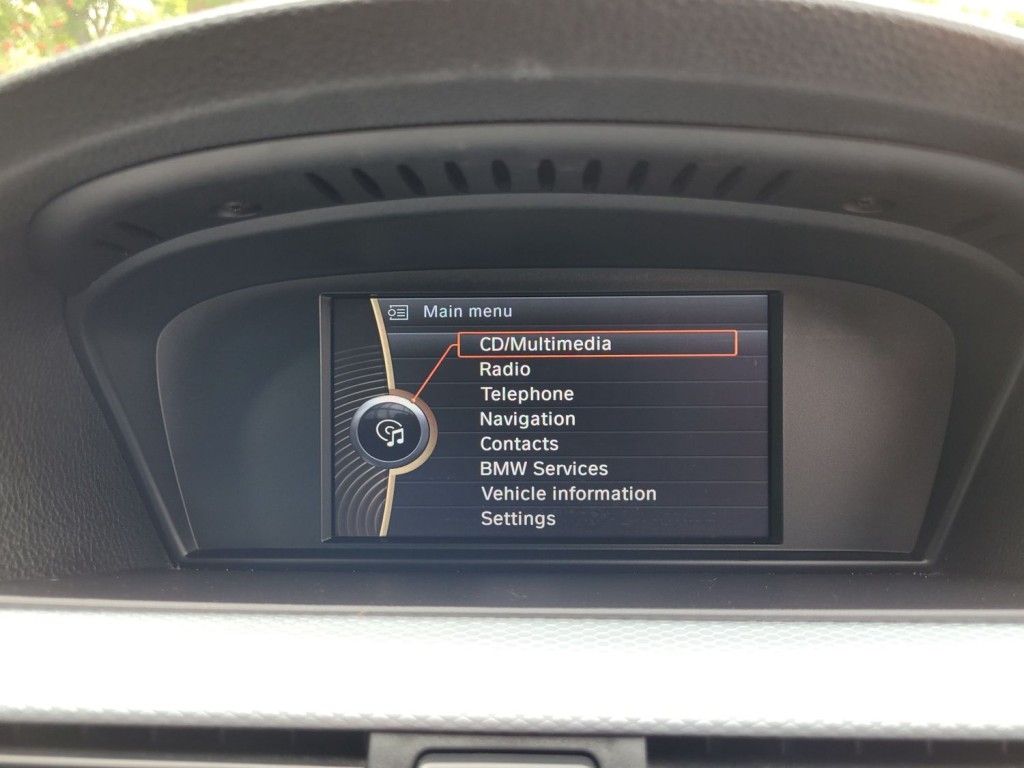 Main menu
CD/Multimedia
Radio
Telephone
Navigation
Contacts
BMW Services
Vehicle information
Settings